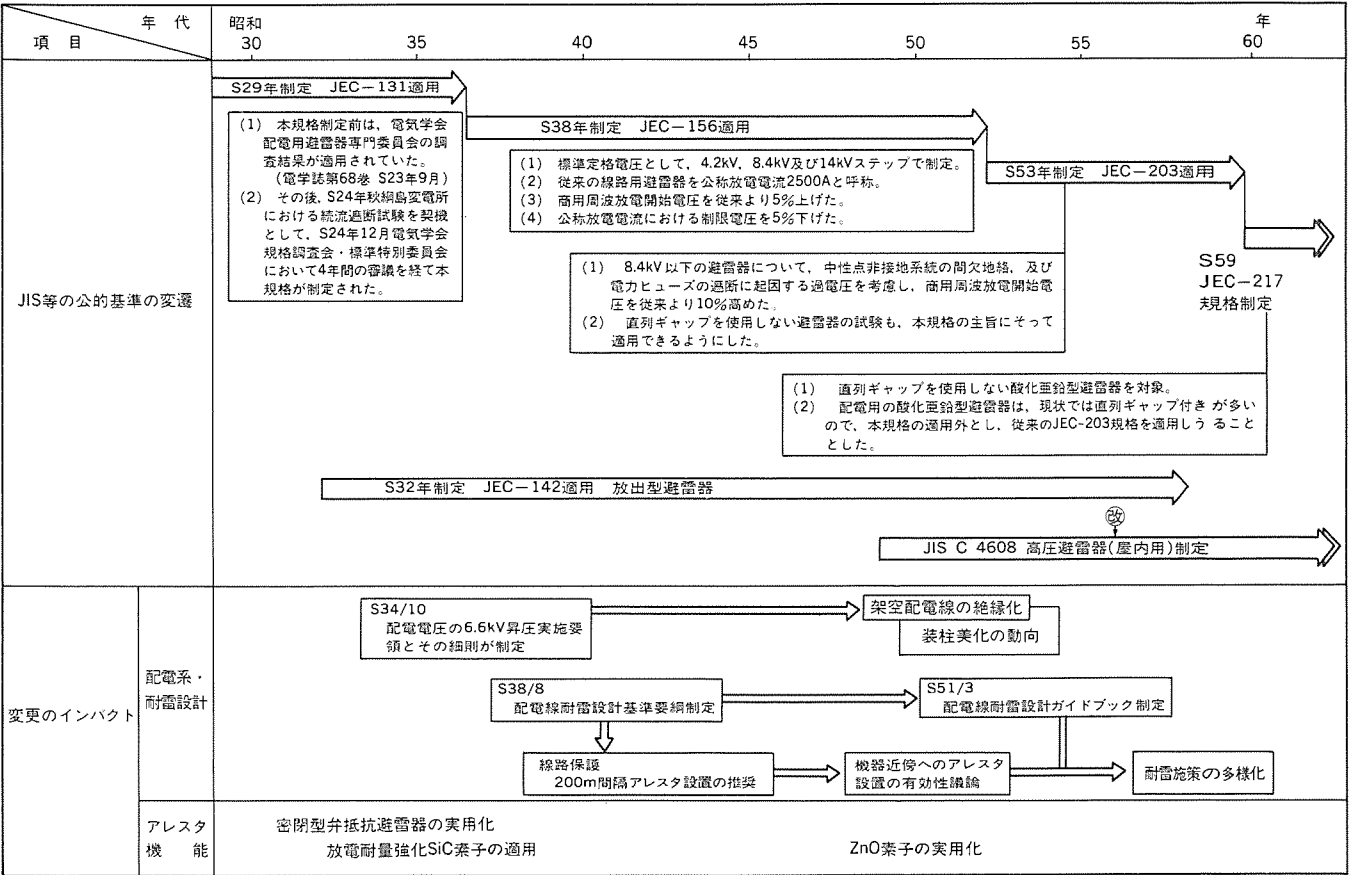 年 代
項 目
昭和
年
30 35 40 45 50 55 60
JIS等の公的基準の変遷
S29年制定 JEC−131適用
(1) 本規格制定前は，電気学会
配電用避雷器専門委員会の調
査結果が適用されていた。
(電学誌第68巻 S23年9月)
(2) その後，S24年秋綱島変電所
における続流遮断試験を契機
として，S24年12月電気学会
規格調査会・標準特別委員会
において4年間の審議を経て本
規格が制定された。
S38年制定 JEC−156適用
(1) 標準定格電圧として，4.2kV，8.4kV及び14kVステップで制定。
(2) 従来の線路用避雷器を公称放電電流2500Aと呼称。
(3) 商用周波放電開始電圧を従来より5%上げた。
(4) 公称放電電流における制限電圧を5%下げた。
S53年制定 JEC−203適用
(1) 8.4kV以下の避雷器について，中性点非接地系統の間欠地絡，及び
電力ヒューズの遮断に起因する過電圧を考慮し，商用周波放電開始電
圧を従来より10%高めた。
(2) 直列ギャップを使用しない避雷器の試験も，本規格の主旨にそって
適用できるようにした。
S59
JEC−217
規格制定
(1) 直列ギャップを使用しない酸化亜鉛型避雷器を対象。
(2) 配電用の酸化亜鉛型避雷器は，現状では直列ギャップ付き が多い
ので，本規格の適用外とし，従来のJEC-203規格を適用しう ること
とした。
S32年制定 JEC−142適用 放出型避雷器
改
JIS C 4608 高圧避雷器(屋内用)制定
変更のインパクト
配電系・
耐雷設計
S34/10
配電電圧の6.6kV昇圧実施要
領とその細則が制定
架空配電線の絶縁化
装柱美化の動向
S38/8
配電線耐雷設計基準要綱制定
S51/3
配電線耐雷設計ガイドブック制定
線路保護
200m間隔アレスタ設置の推奨
機器近傍へのアレスタ
設置の有効性議論
耐雷施策の多様化
アレスタ
機 能
密閉型弁抵抗避雷器の実用化
放電耐量強化SiC素子の適用
ZnO素子の実用化